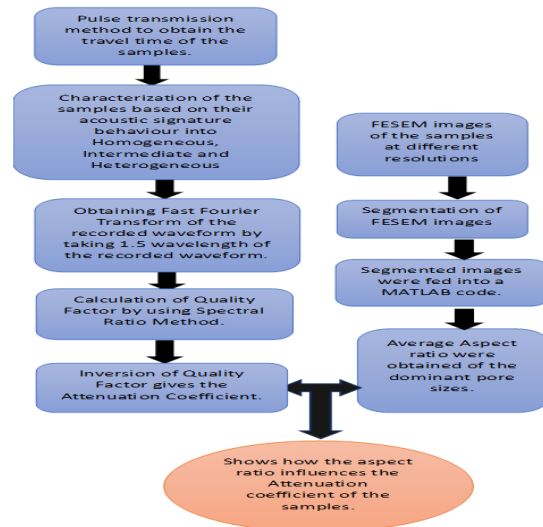 Pulse transmission
method to obtain the
travel time of the
samples.
Characterization of the
samples based on their
acoustic signature
behaviour into
Homogeneous,
Intermediate and
Heterogeneous
Obtaining Fast Fourier
Transform of the
recorded waveform by
taking 1.5 wavelength of
the recorded waveform.
Calculation of Quality
Factor by using Spectral
Ratio Method.
Inversion of Quality
Factor gives the
Attenuation Coefficient.
FESEM images
of the samples
at different
resolutions
Segmentation of
FESEM images
Segmented images
were fed into a
MATLAB code.
Average Aspect
ratio were
obtained of the
dominant pore
sizes.
Shows how the aspect
ratio influences the
Attenuation
coefficient of the
samples.